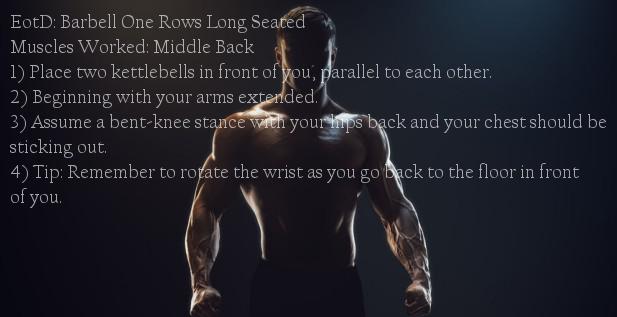 EotD: Barbell One Rows Long Seated
Muscles Worked: Middle Back
1) Place two kettlebells in front of you, parallel to each other.
2) Beginning with your arms extended.
3) Assume a bent-knee stance with your hips back and your chest should be
sticking out.
4) Tip: Remember to rotate the wrist as you go back to the floor in front
of you.